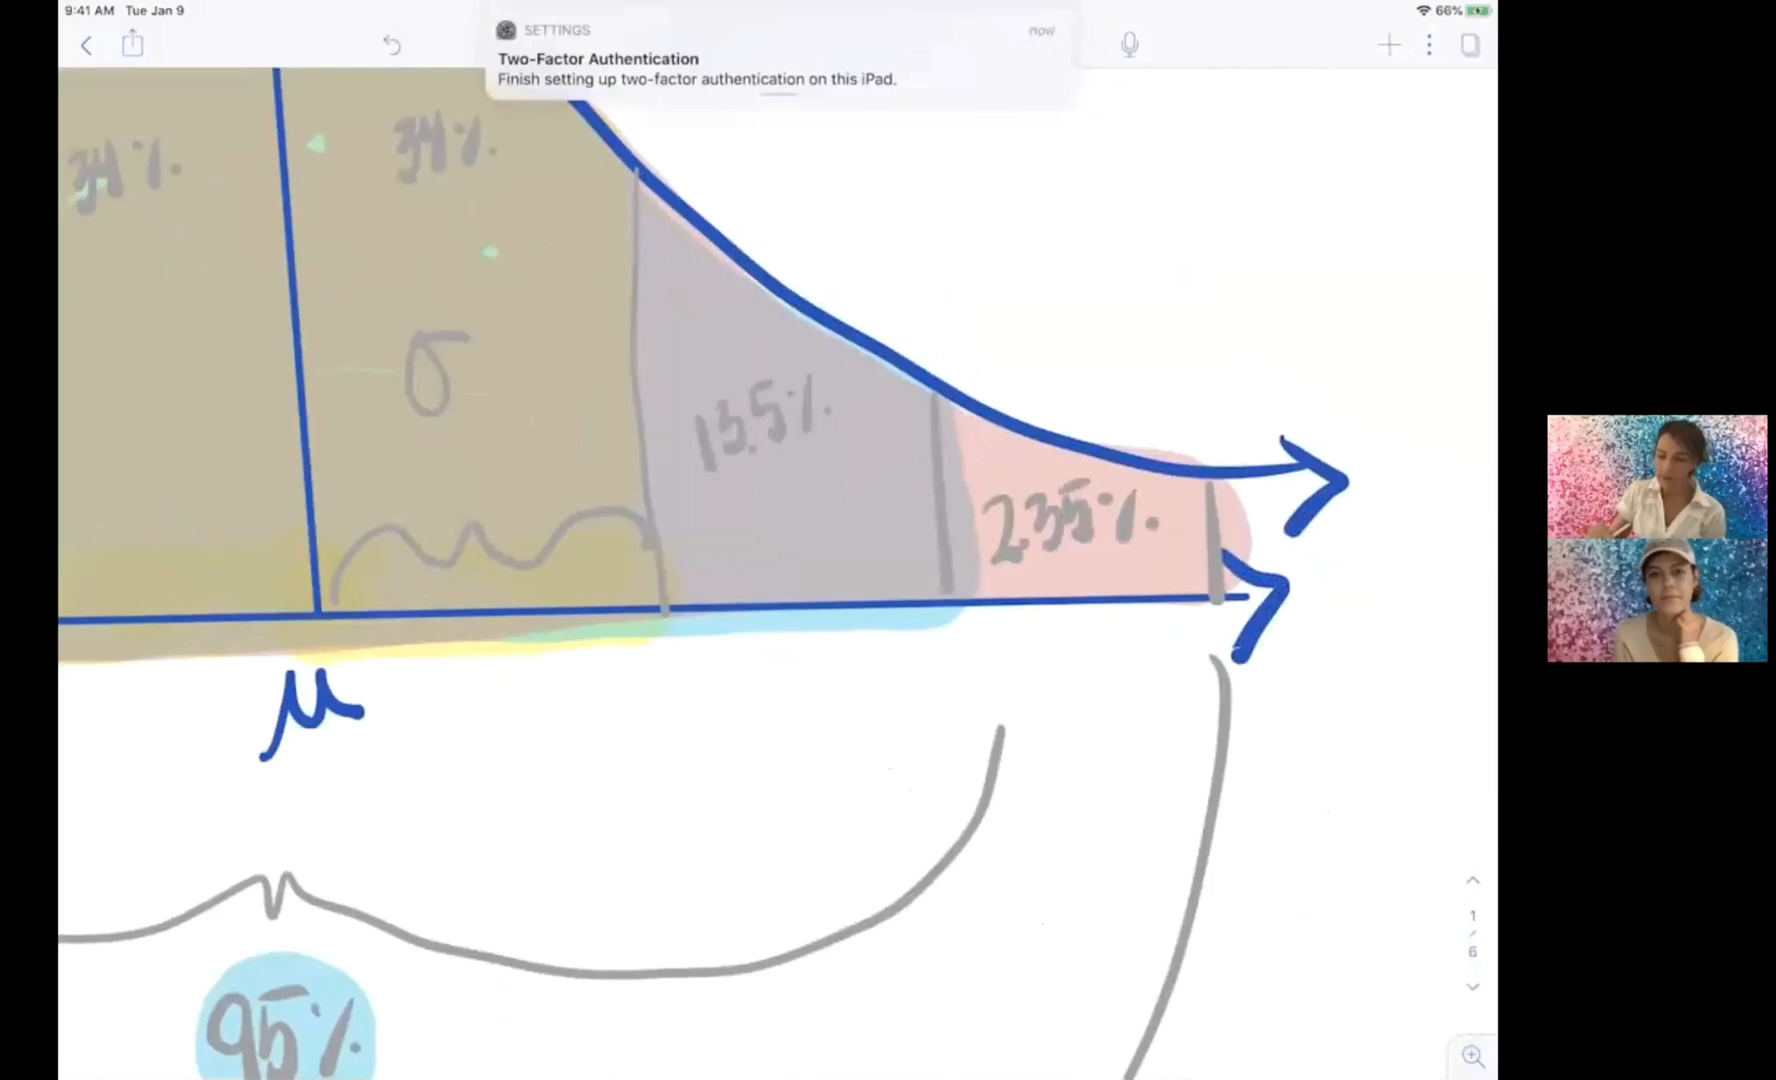 9:41 AM Tue Jan 9
66%
SETTINGS
now
Two-Factor Authentication
Finish setting up two-factor authentication on this iPad.
34%.
34%.
σ
13.5%.
2.35%.
μ
95%.
1
/
6